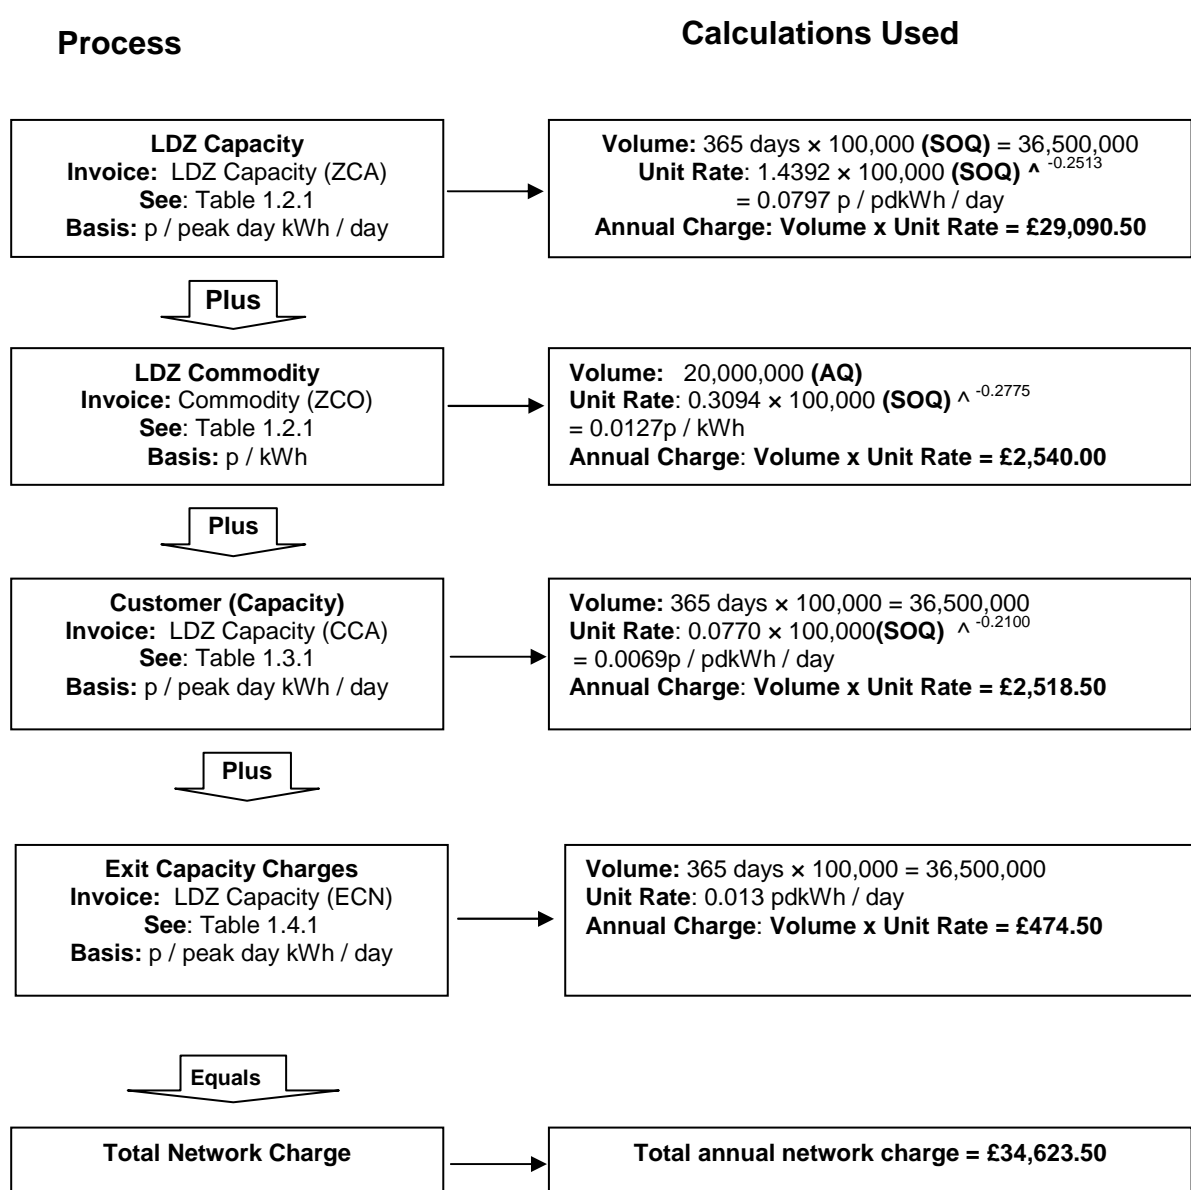 Process
Calculations Used
LDZ Capacity
Invoice: LDZ Capacity (ZCA)
See: Table 1.2.1
Basis: p / peak day kWh / day
Volume: 365 days × 100,000 (SOQ) = 36,500,000
Unit Rate: 1.4392 × 100,000 (SOQ) ^ -0.2513
= 0.0797 p / pdkWh / day
Annual Charge: Volume x Unit Rate = £29,090.50
Plus
LDZ Commodity
Invoice: Commodity (ZCO)
See: Table 1.2.1
Basis: p / kWh
Volume: 20,000,000 (AQ)
Unit Rate: 0.3094 × 100,000 (SOQ) ^ -0.2775
= 0.0127p / kWh
Annual Charge: Volume x Unit Rate = £2,540.00
Plus
Customer (Capacity)
Invoice: LDZ Capacity (CCA)
See: Table 1.3.1
Basis: p / peak day kWh / day
Volume: 365 days × 100,000 = 36,500,000
Unit Rate: 0.0770 × 100,000(SOQ) ^ -0.2100
= 0.0069p / pdkWh / day
Annual Charge: Volume x Unit Rate = £2,518.50
Plus
Exit Capacity Charges
Invoice: LDZ Capacity (ECN)
See: Table 1.4.1
Basis: p / peak day kWh / day
Volume: 365 days × 100,000 = 36,500,000
Unit Rate: 0.013 pdkWh / day
Annual Charge: Volume x Unit Rate = £474.50
Equals
Total Network Charge
Total annual network charge = £34,623.50